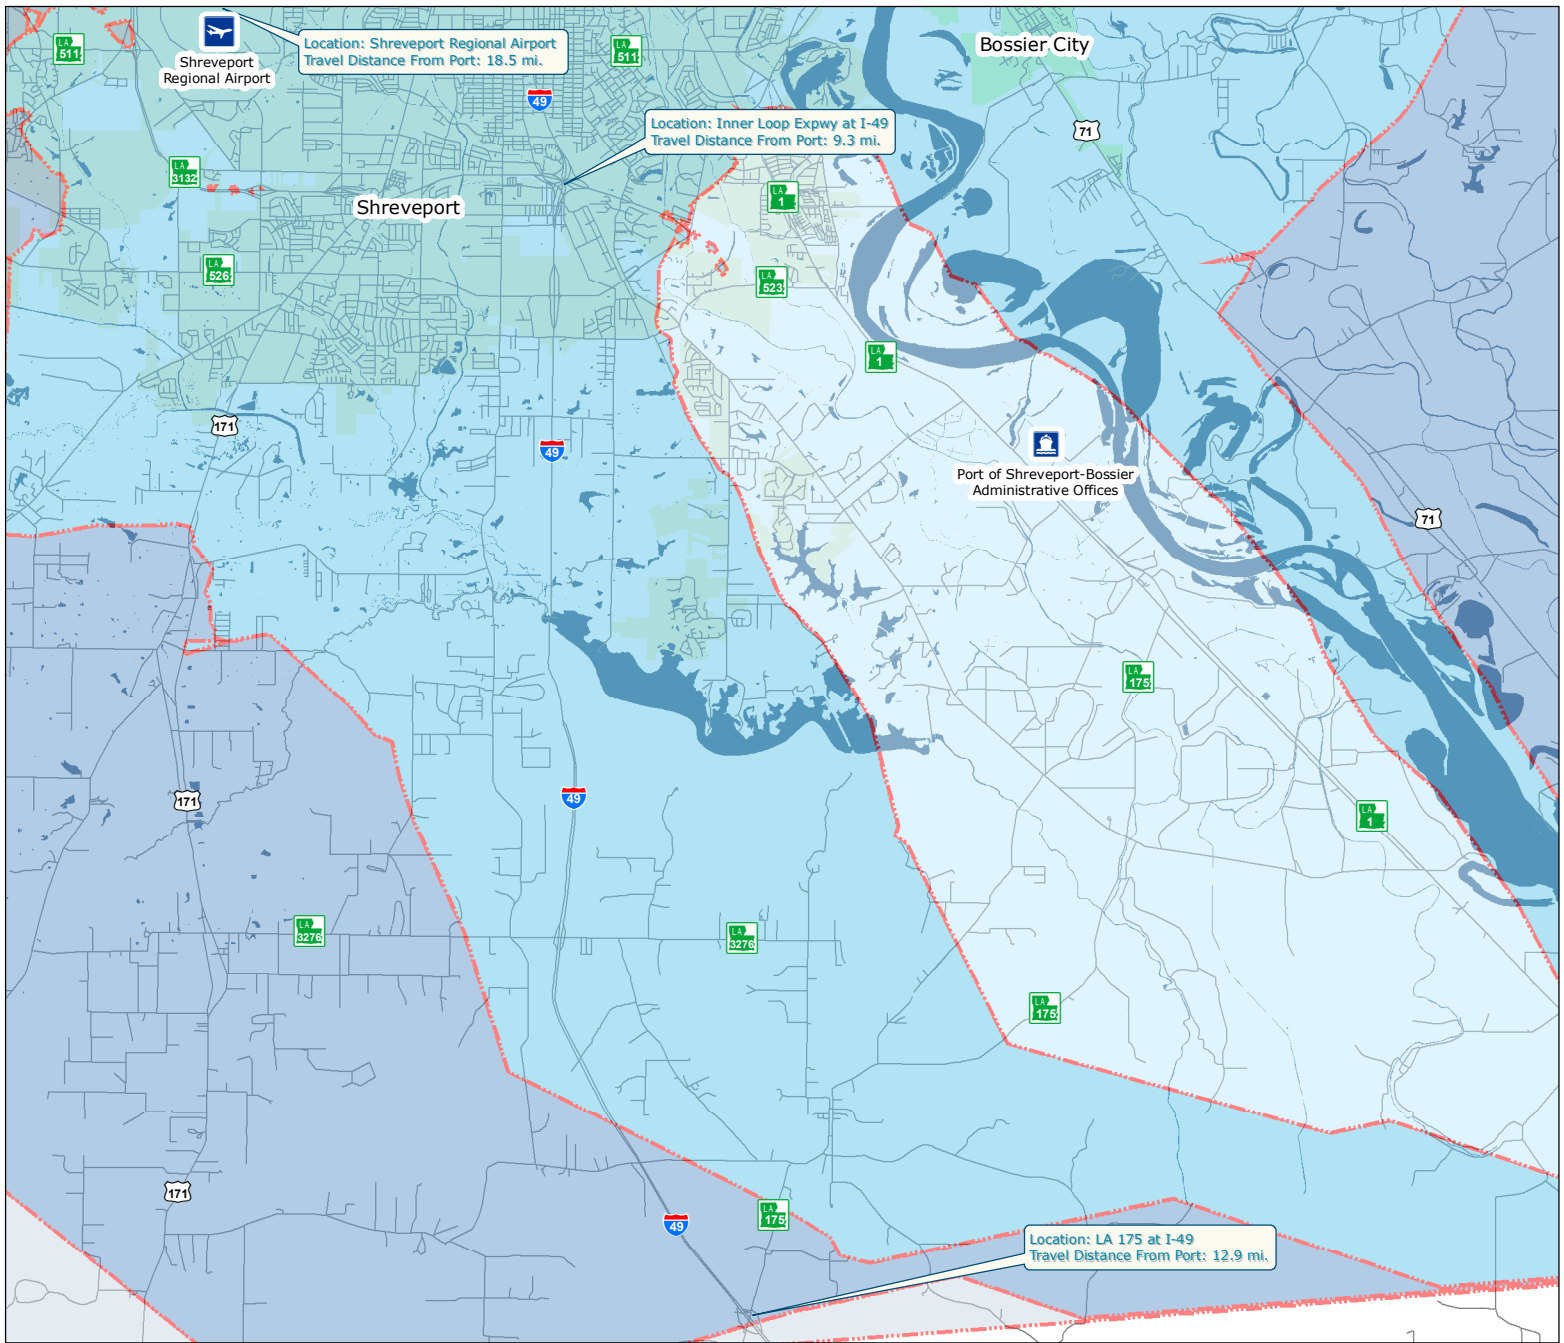 LA
511
Shreveport
Regional Airport
Location: Shreveport Regional Airport
Travel Distance From Port: 18.5 mi.
LA
511
Bossier City
49
Location: Inner Loop Expwy at I-49
Travel Distance From Port: 9.3 mi.
71
LA
3132
Shreveport
LA
1
LA
526
LA
523
LA
1
171
49
Port of Shreveport-Bossier
Administrative Offices
71
LA
175
171
49
LA
1
LA
3276
LA
3276
LA
175
171
49
LA
175
Location: LA 175 at I-49
Travel Distance From Port: 12.9 mi.